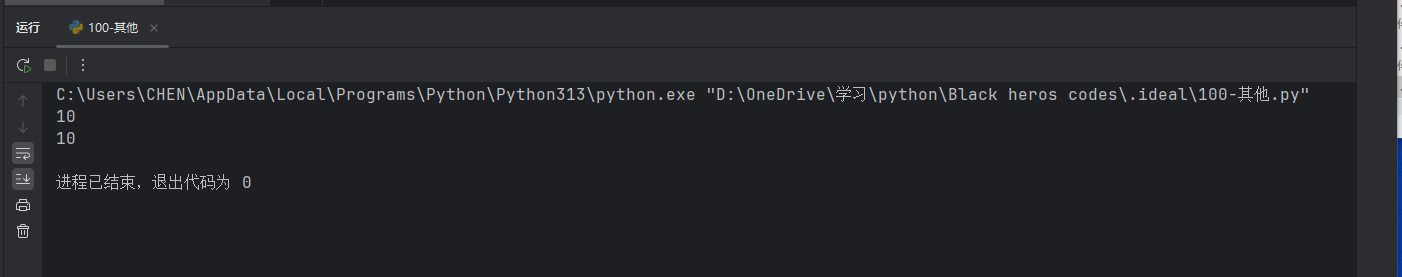 运行 100-其他
C:\Users\CHEN\AppData\Local\Programs\Python\Python313\python.exe "D:\OneDrive\学习\python\Black heros codes\.ideal\100-其他.py"
10
10
进程已结束，退出代码为 0